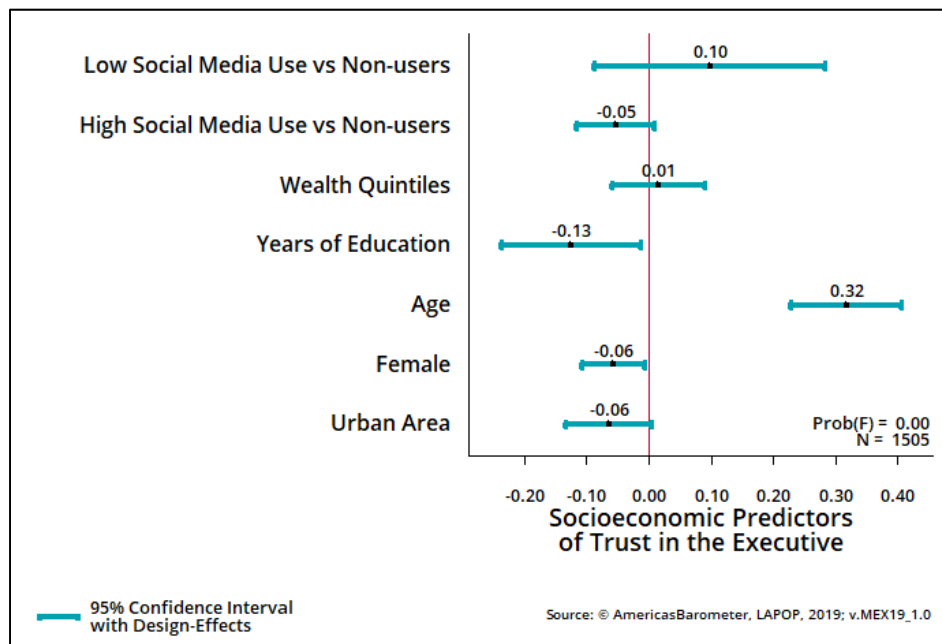 Low Social Media Use vs Non-users
0.10
High Social Media Use vs Non-users
-0.05
Wealth Quintiles
0.01
Years of Education
-0.13
Age
0.32
Female
-0.06
Urban Area
-0.06
Prob(F) = 0.00
N = 1505
-0.20 -0.10 0.00 0.10 0.20 0.30 0.40
Socioeconomic Predictors
of Trust in the Executive
95% Confidence Interval
with Design-Effects
Source: © AmericasBarometer, LAPOP, 2019; v.MEX19_1.0